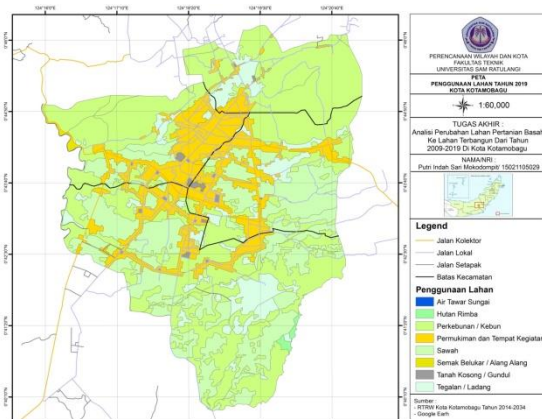 PERENCANAAN WILAYAH DAN KOTA
FAKULTAS TEKNIK
UNIVERSITAS SAM RATULANGI
PETA
PENGGUNAAN LAHAN TAHUN 2019
KOTA KOTAMOBAGU
1:60,000
TUGAS AKHIR :
Analisi Perubahan Lahan Pertanian Basah
Ke Lahan Terbangun Dari Tahun
2009-2019 Di Kota Kotamobagu
NAMA/NRI :
Putri Indah San Mokodompit/ 15021105029
Legend
Jalan Kolektor
Jalan Lokal
Jalan Setapak
Batas Kecamatan
Penggunaan Lahan
Air Tawar Sungai
Hutan Rimba
Perkebunan / Kebun
Permukiman dan Tempat Kegiatan
Sawah
Semak Belukar / Alang Alang
Tanah Kosong / Gundul
Tegalan / Ladang
Sumber :
- RTRW Kota Kotamobagu Tahun 2014-2034
- Google Earh